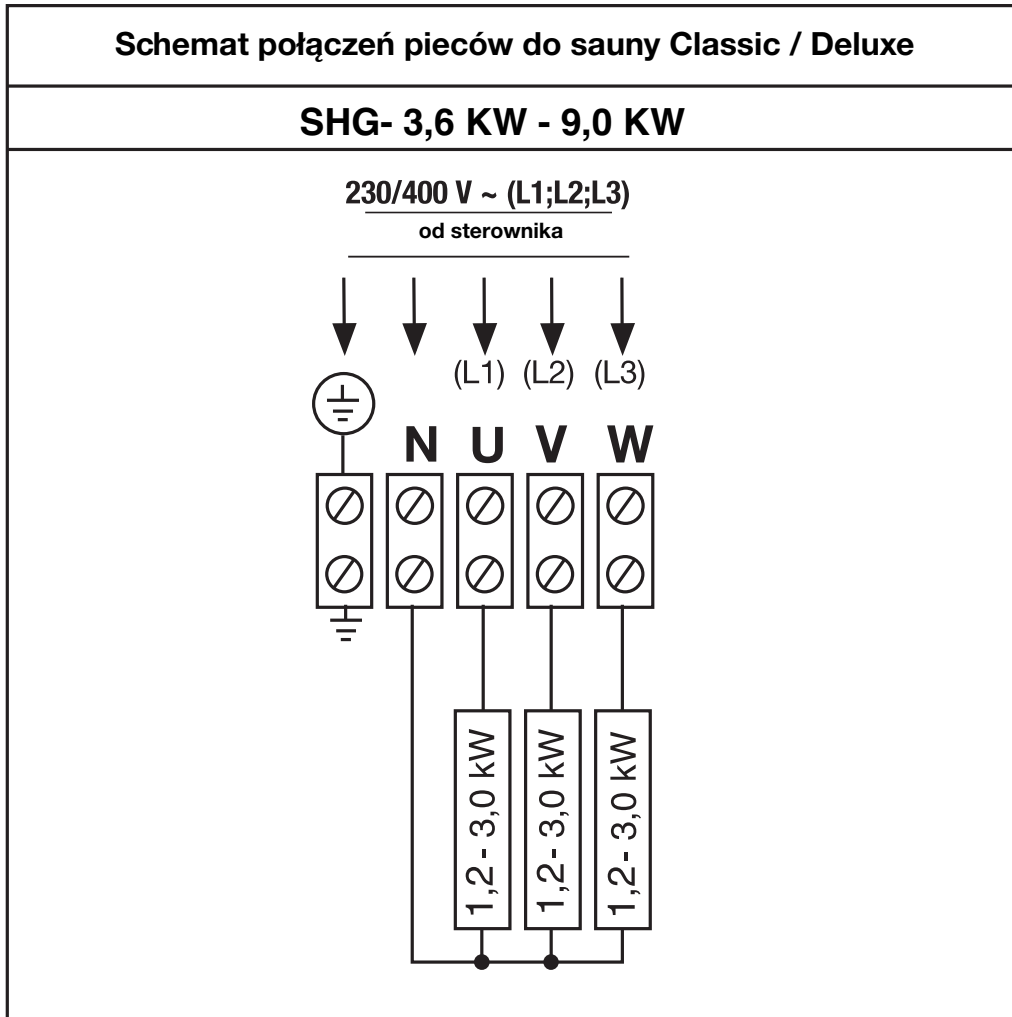 Schemat połączeń pieców do sauny Classic / Deluxe
SHG- 3,6 KW - 9,0 KW
230/400 V ~ (L1;L2;L3)
od sterownika
(L1) (L2) (L3)
N U V W
1,2 - 3,0 kW
1,2 - 3,0 kW
1,2 - 3,0 kW